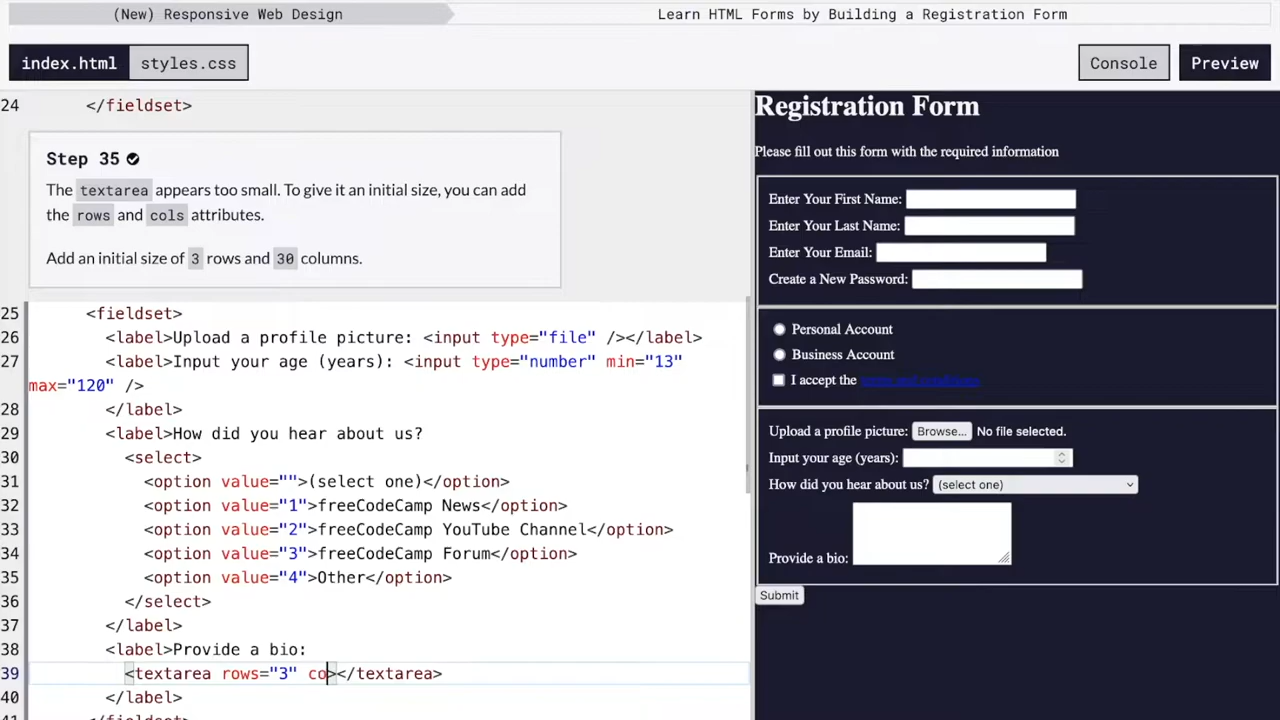 (New) Responsive Web Design
Learn HTML Forms by Building a Registration Form
index.html
styles.css
Console
Preview
24 </fieldset>
Step 35
The textarea appears too small. To give it an initial size, you can add
the rows and cols attributes.
Add an initial size of 3 rows and 30 columns.
25 <fieldset>
26 <label>Upload a profile picture: <input type="file" /></label>
27 <label>Input your age (years): <input type="number" min="13"
max="120" />
28 </label>
29 <label>How did you hear about us?
30 <select>
31 <option value="">(select one)</option>
32 <option value="1">freeCodeCamp News</option>
33 <option value="2">freeCodeCamp YouTube Channel</option>
34 <option value="3">freeCodeCamp Forum</option>
35 <option value="4">Other</option>
36 </select>
37 </label>
38 <label>Provide a bio:
39 <textarea rows="3" co></textarea>
40 </label>
41 </fieldset>
Registration Form
Please fill out this form with the required information
Enter Your First Name:
Enter Your Last Name:
Enter Your Email:
Create a New Password:
Personal Account
Business Account
I accept the terms and conditions
Upload a profile picture: Browse... No file selected.
Input your age (years):
How did you hear about us? (select one)
Provide a bio:
Submit